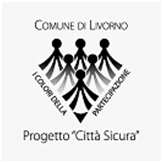 COMUNE DI LIVORNO
I COLORI DELLA
PARTECIPAZIONE
Progetto "Città Sicura"